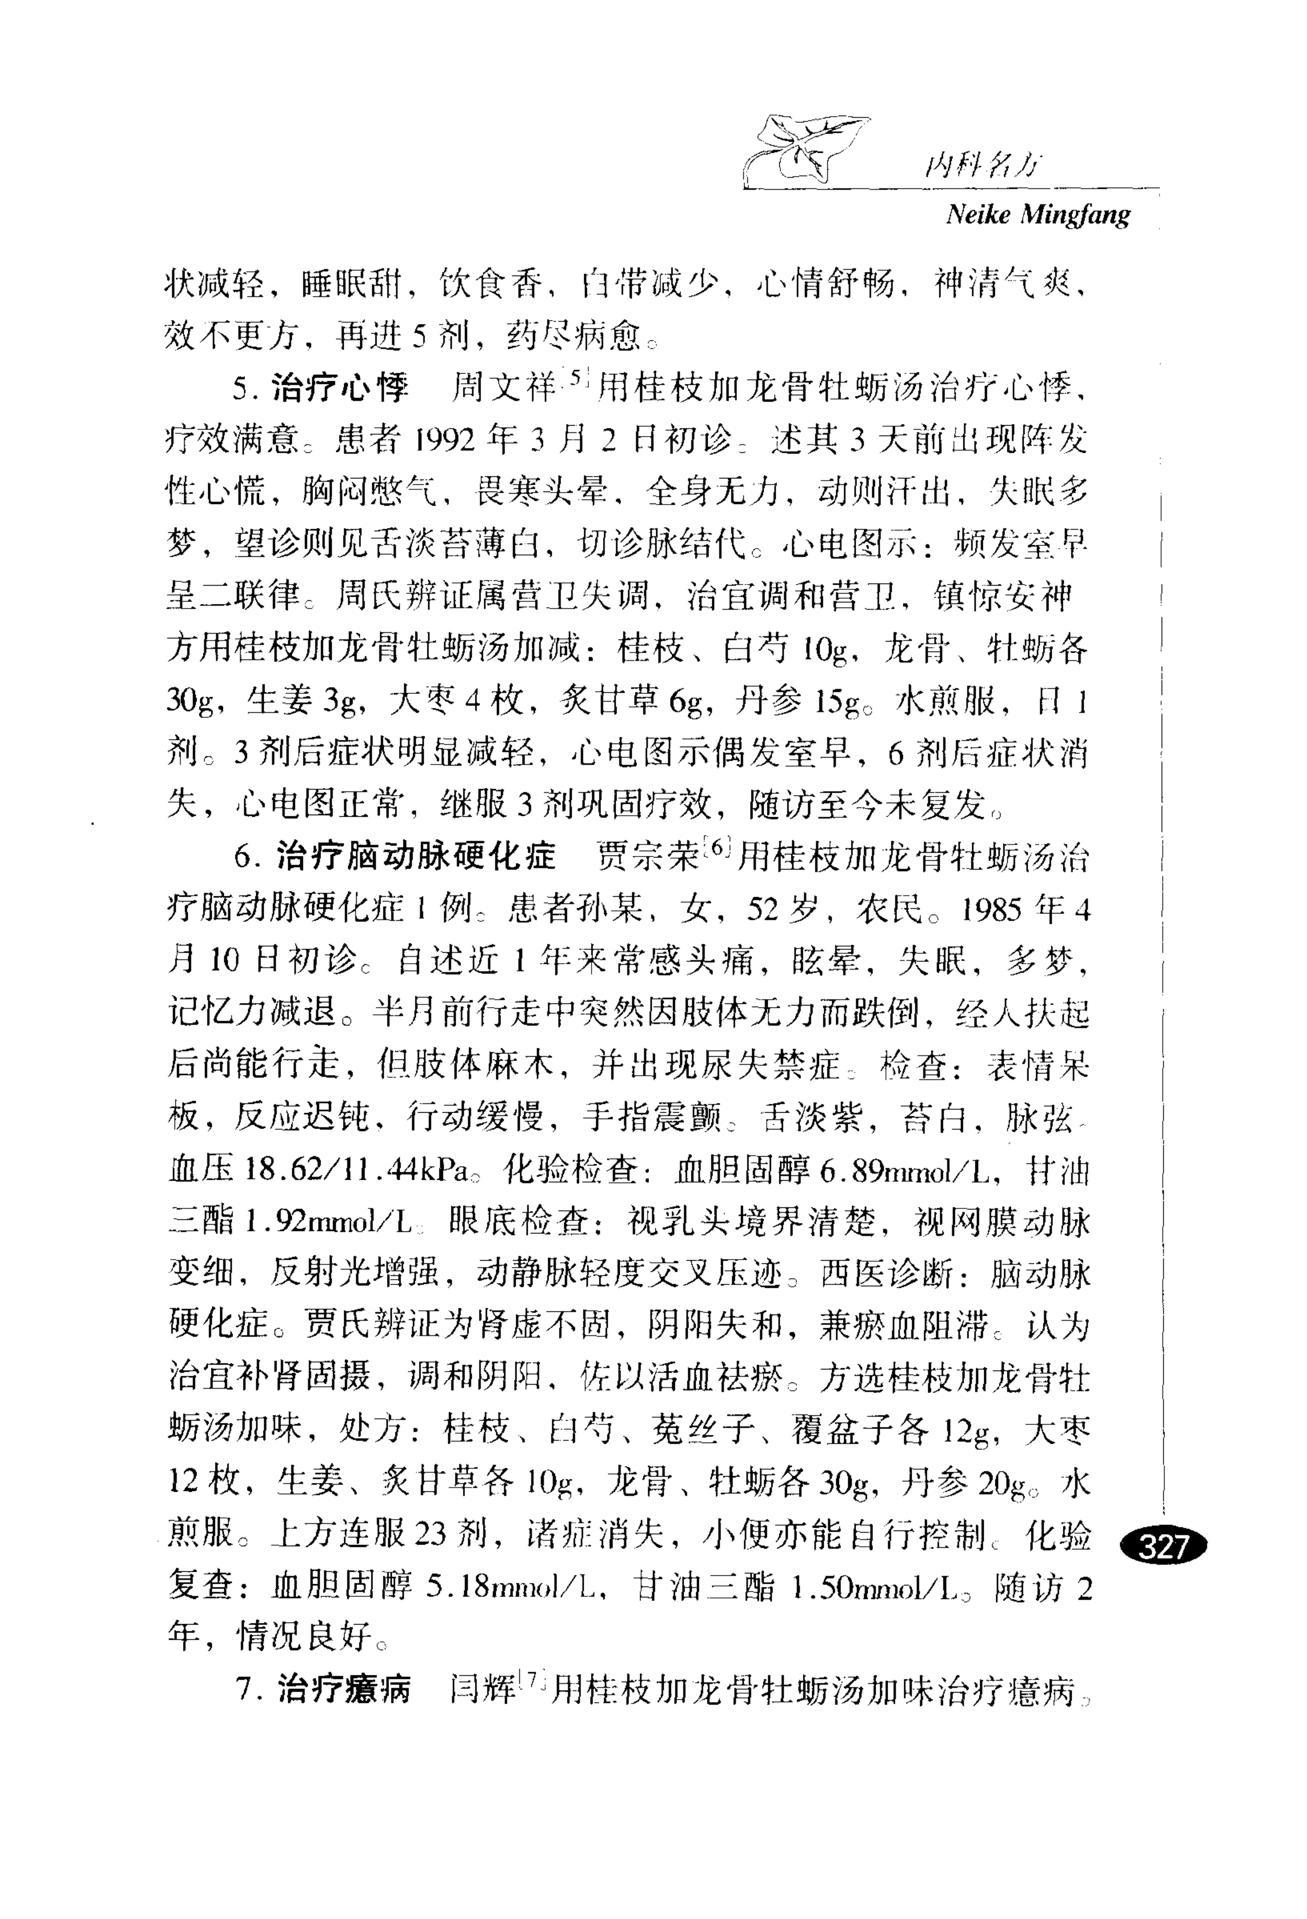 内科名方
Neike Mingfang
状减轻，睡眠甜，饮食香，白带减少，心情舒畅，神清气爽，
效不更方，再进5剂，药尽病愈。
5. 治疗心悸　周文祥[5]用桂枝加龙骨牡蛎汤治疗心悸，
疗效满意。患者1992年3月2日初诊。述其3天前出现阵发
性心慌，胸闷憋气，畏寒头晕，全身无力，动则汗出，失眠多
梦，望诊则见舌淡苔薄白，切诊脉结代。心电图示：频发室早
呈二联律。周氏辨证属营卫失调，治宜调和营卫，镇惊安神
方用桂枝加龙骨牡蛎汤加减：桂枝、白芍10g，龙骨、牡蛎各
30g，生姜3g，大枣4枚，炙甘草6g，丹参15g。水煎服，日1
剂。3剂后症状明显减轻，心电图示偶发室早，6剂后症状消
失，心电图正常，继服3剂巩固疗效，随访至今未复发。
6. 治疗脑动脉硬化症　贾宗荣[6]用桂枝加龙骨牡蛎汤治
疗脑动脉硬化症1例。患者孙某，女，52岁，农民。1985年4
月10日初诊。自述近1年来常感头痛，眩晕，失眠，多梦，
记忆力减退。半月前行走中突然因肢体无力而跌倒，经人扶起
后尚能行走，但肢体麻木，并出现尿失禁症。检查：表情呆
板，反应迟钝，行动缓慢，手指震颤。舌淡紫，苔白，脉弦。
血压18.62/11.44kPa。化验检查：血胆固醇6.89mmol/L，甘油
三酯1.92mmol/L。眼底检查：视乳头境界清楚，视网膜动脉
变细，反射光增强，动静脉轻度交叉压迹。西医诊断：脑动脉
硬化症。贾氏辨证为肾虚不固，阴阳失和，兼瘀血阻滞。认为
治宜补肾固摄，调和阴阳，佐以活血祛瘀。方选桂枝加龙骨牡
蛎汤加味，处方：桂枝、白芍、菟丝子、覆盆子各12g，大枣
12枚，生姜、炙甘草各10g，龙骨、牡蛎各30g，丹参20g。水
煎服。上方连服23剂，诸症消失，小便亦能自行控制。化验
复查：血胆固醇5.18mmol/L，甘油三酯1.50mmol/L。随访2
年，情况良好。
7. 治疗癔病　闫辉[7]用桂枝加龙骨牡蛎汤加味治疗癔病。
327